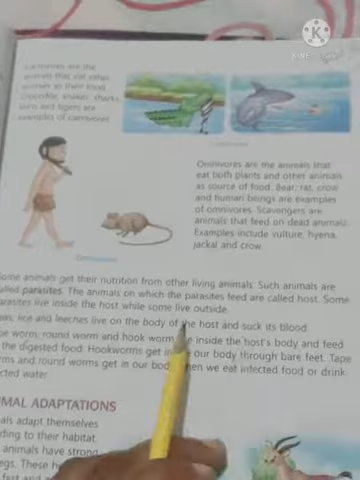 KINEMASTER
Carnivores are the
animals that eat other
animals as their food.
Crocodile, snakes, sharks,
lions and tigers are
examples of carnivores.
Omnivores are the animals that
eat both plants and other animals
as source of food. Bear, rat, crow
and human beings are examples
of omnivores. Scavengers are
animals that feed on dead animals.
Examples include vulture, hyena,
jackal and crow.
Omnivores
Some animals get their nutrition from other living animals. Such animals are
parasites. The animals on which the parasites feed are called host. Some
parasites live inside the host while some live outside.
lice and leeches live on the body of the host and suck its blood.
worm, round worm and hook worm inside the host's body and feed
the digested food. Hookworms get in our body through bare feet. Tape
and round worms get in our body when we eat infected food or drink
water.
ADAPTATIONS
adapt themselves
to their habitat.
animals have strong
These
fast and